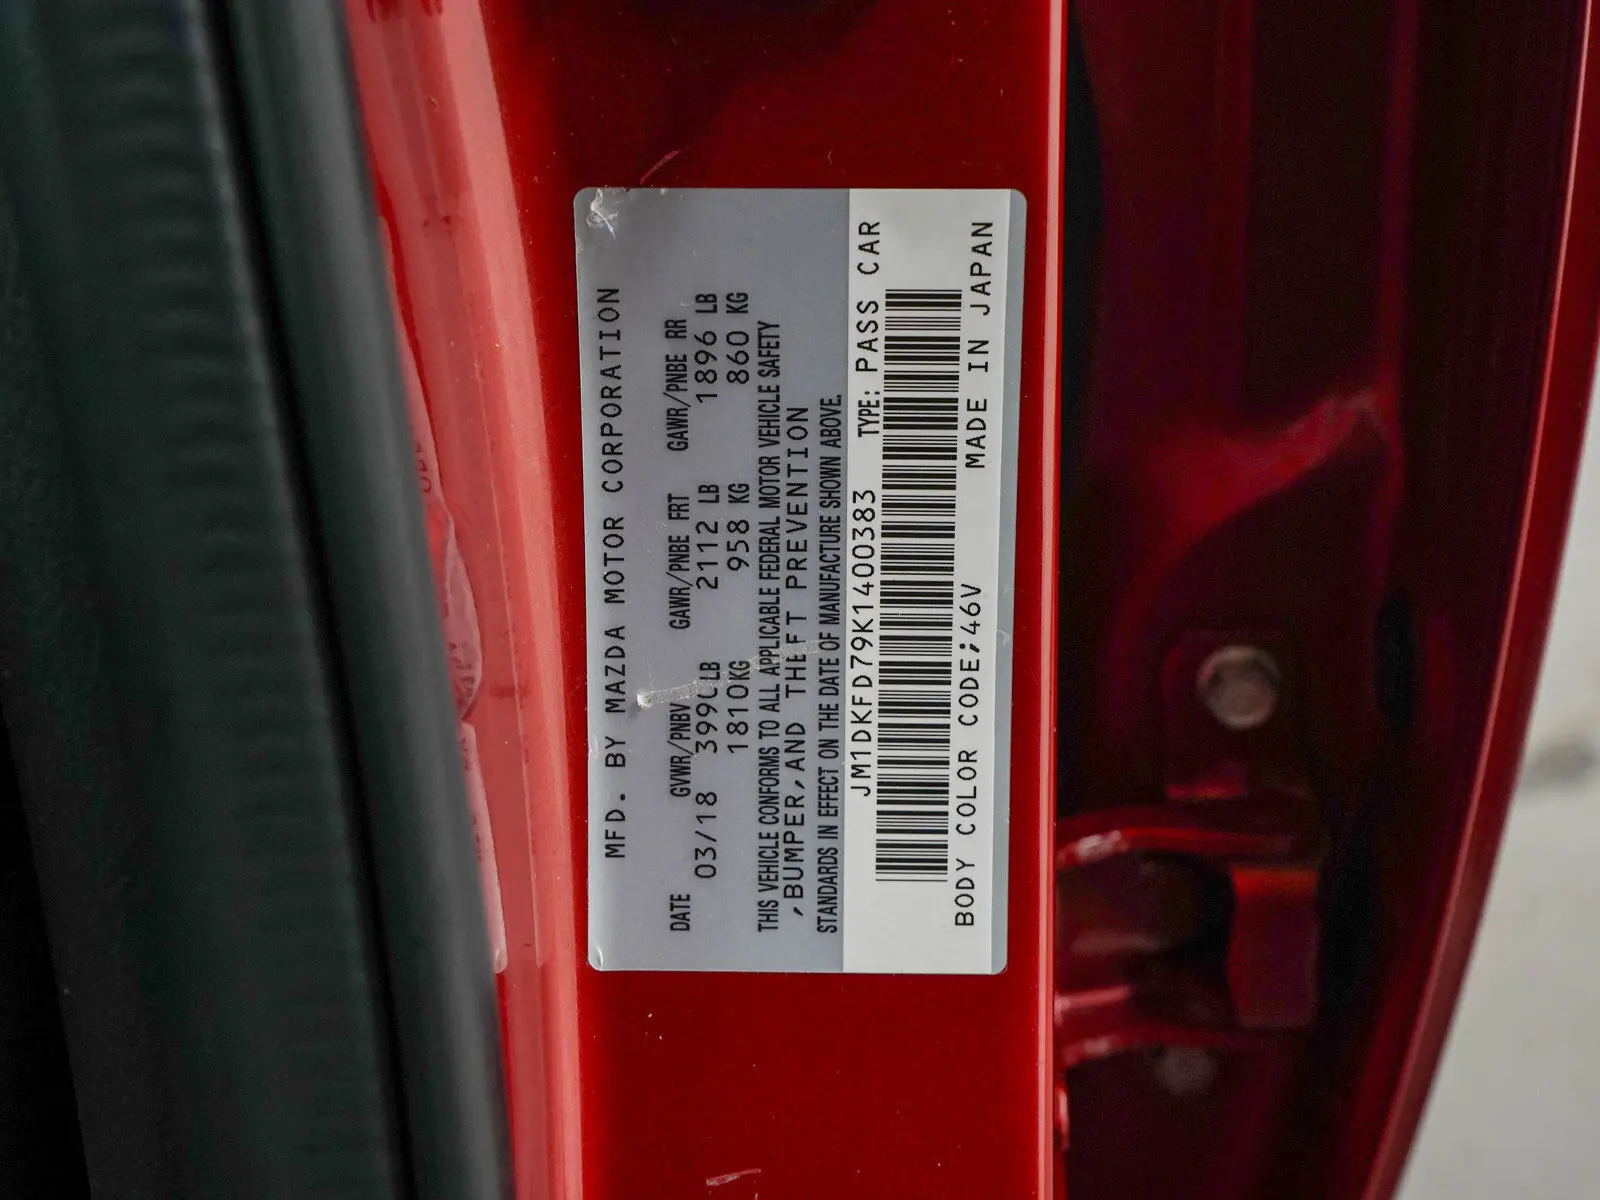 MFD. BY MAZDA MOTOR CORPORATION
DATE GVWR/PNBV GAWR/PNBE FRT GAWR/PNBE RR
03/18 3990LB 2112 LB 1896 LB
1810KG 958 KG 860 KG
THIS VEHICLE CONFORMS TO ALL APPLICABLE FEDERAL MOTOR VEHICLE SAFETY
,BUMPER,AND THEFT PREVENTION
STANDARDS IN EFFECT ON THE DATE OF MANUFACTURE SHOWN ABOVE.
JM1DKFD79K1400383 TYPE: PASS CAR
BODY COLOR CODE;46V MADE IN JAPAN